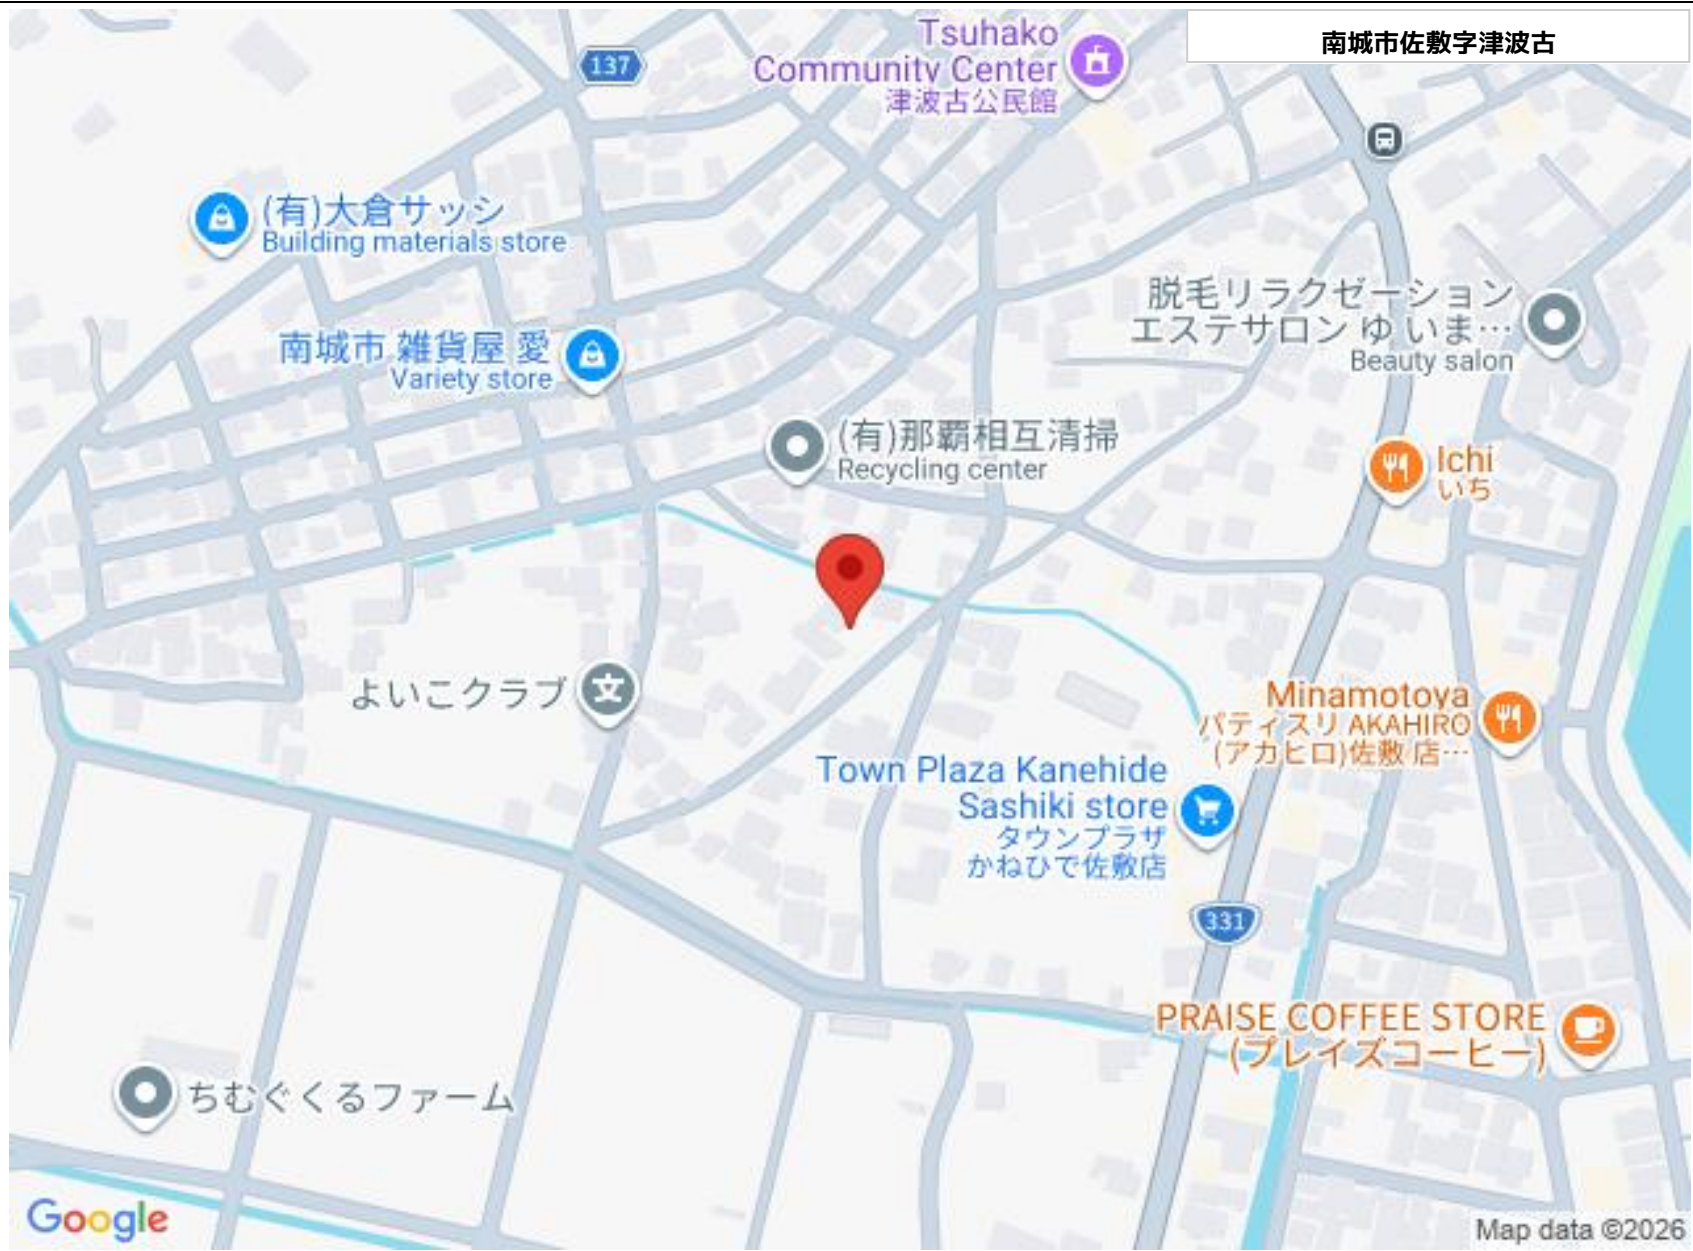 南城市佐敷字津波古
Tsuhako
Community Center
津波古公民館
137
(有)大倉サッシ
Building materials store
脱毛リラクゼーション
エステサロン ゆ いま…
Beauty salon
南城市 雑貨屋 愛
Variety store
(有)那覇相互清掃
Recycling center
Ichi
いち
よいこクラブ
文
Minamotoya
パティスリ AKAHIRO
(アカヒロ)佐敷 店…
Town Plaza Kanehide
Sashiki store
タウンプラザ
かねひで佐敷店
331
PRAISE COFFEE STORE
(プレイズコーヒー)
ちむぐくるファーム
Google
Map data ©2026